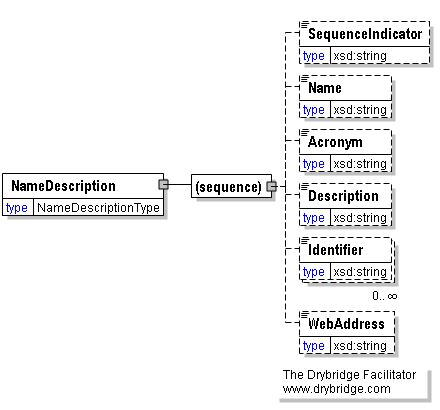 SequenceIndicator
type xsd:string
Name
type xsd:string
Acronym
type xsd:string
NameDescription
type NameDescriptionType
(sequence)
Description
type xsd:string
Identifier
type xsd:string
0..∞
WebAddress
type xsd:string
The Drybridge Facilitator
www.drybridge.com